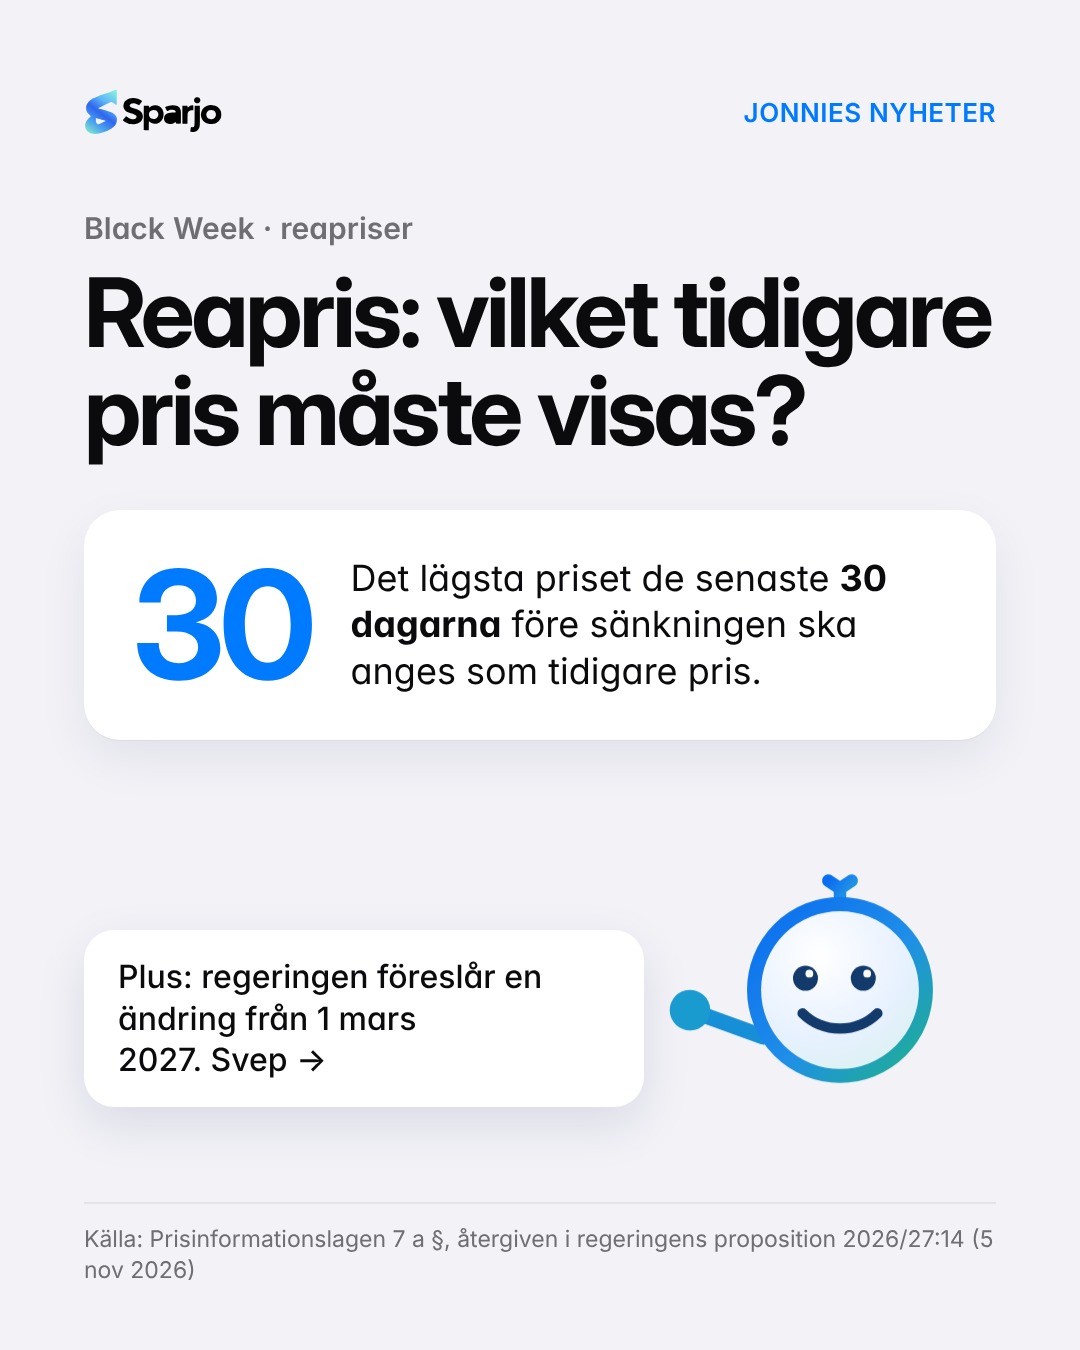 Sparjo
JONNIES NYHETER
Black Week · reapriser
Reapris: vilket tidigare
pris måste visas?
30
Det lägsta priset de senaste 30
dagarna före sänkningen ska
anges som tidigare pris.
Plus: regeringen föreslår en
ändring från 1 mars
2027. Svep →
Källa: Prisinformationslagen 7 a §, återgiven i regeringens proposition 2026/27:14 (5
nov 2026)